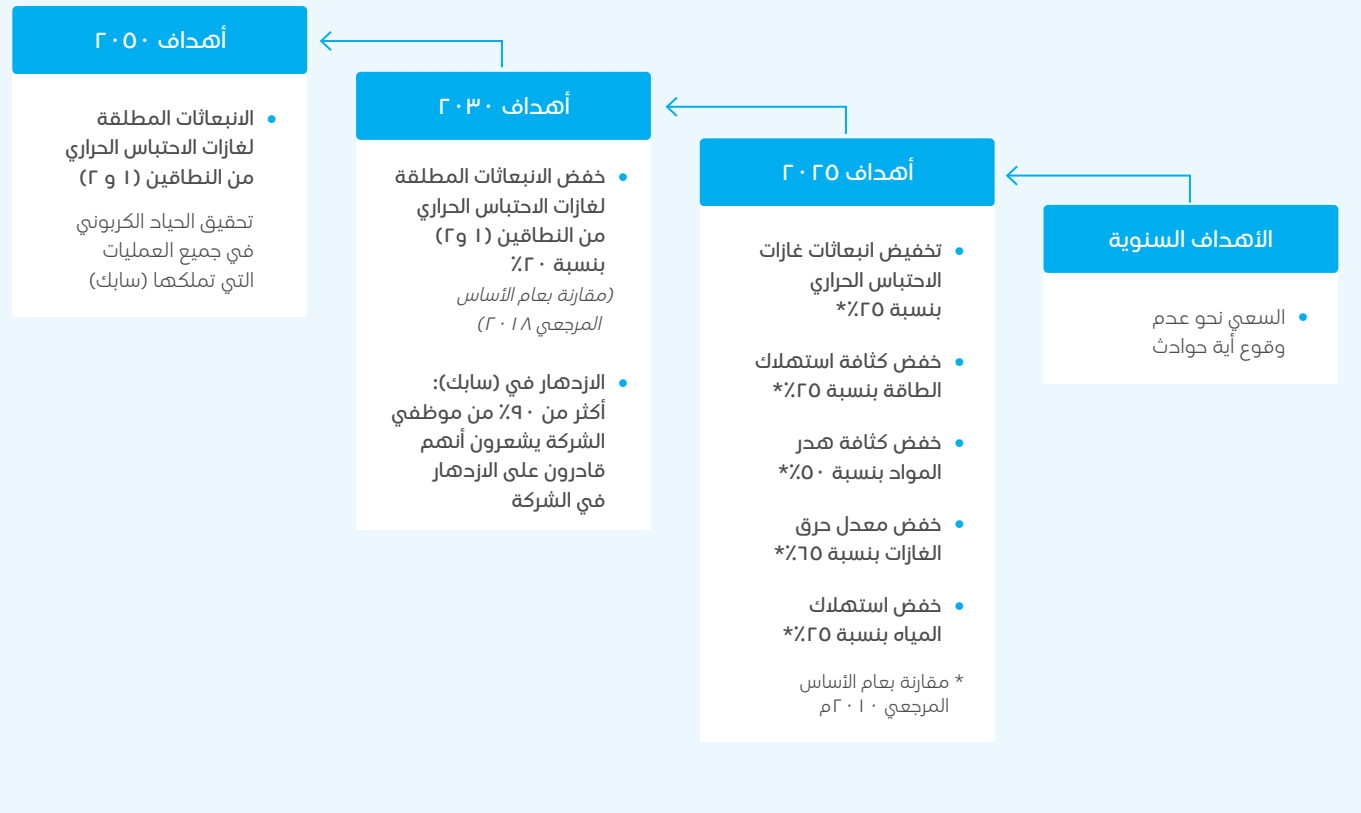 الأهداف السنوية
• السعي نحو عدم
وقوع أية حوادث
أهداف ٢٠٢٥
• تخفيض انبعاثات غازات
الاحتباس الحراري
بنسبة ٢٥٪*
• خفض كثافة استهلاك
الطاقة بنسبة ٢٥٪*
• خفض كثافة هدر
المواد بنسبة ٥٠٪*
• خفض معدل حرق
الغازات بنسبة ٦٥٪*
• خفض استهلاك
المياه بنسبة ٢٥٪*
* مقارنة بعام الأساس
المرجعي ٢٠١٠م
أهداف ٢٠٣٠
• خفض الانبعاثات المطلقة
لغازات الاحتباس الحراري
من النطاقين (١ و٢)
بنسبة ٢٠٪
(مقارنة بعام الأساس
المرجعي ٢٠١٨)
• الازدهار في (سابك):
أكثر من ٩٠٪ من موظفي
الشركة يشعرون أنهم
قادرون على الازدهار
في الشركة
أهداف ٢٠٥٠
• الانبعاثات المطلقة
لغازات الاحتباس الحراري
من النطاقين (١ و ٢)
تحقيق الحياد الكربوني
في جميع العمليات
التي تملكها (سابك)